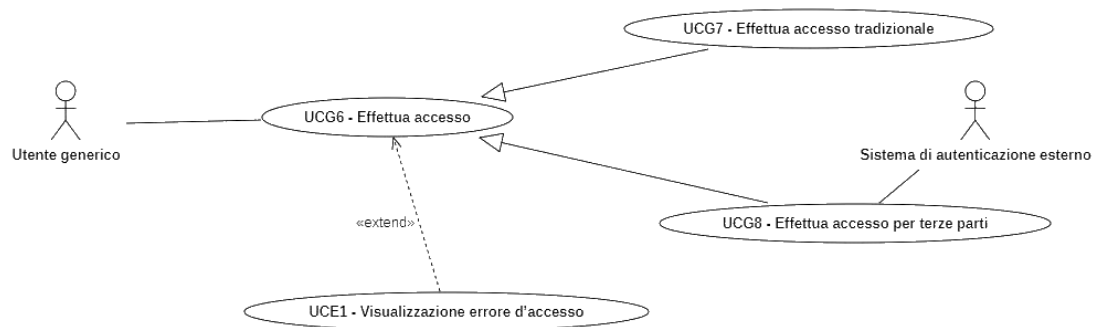 UCG7 - Effettua accesso tradizionale
UCG6 - Effettua accesso
Utente generico
Sistema di autenticazione esterno
«extend»
UCG8 - Effettua accesso per terze parti
UCE1 - Visualizzazione errore d'accesso